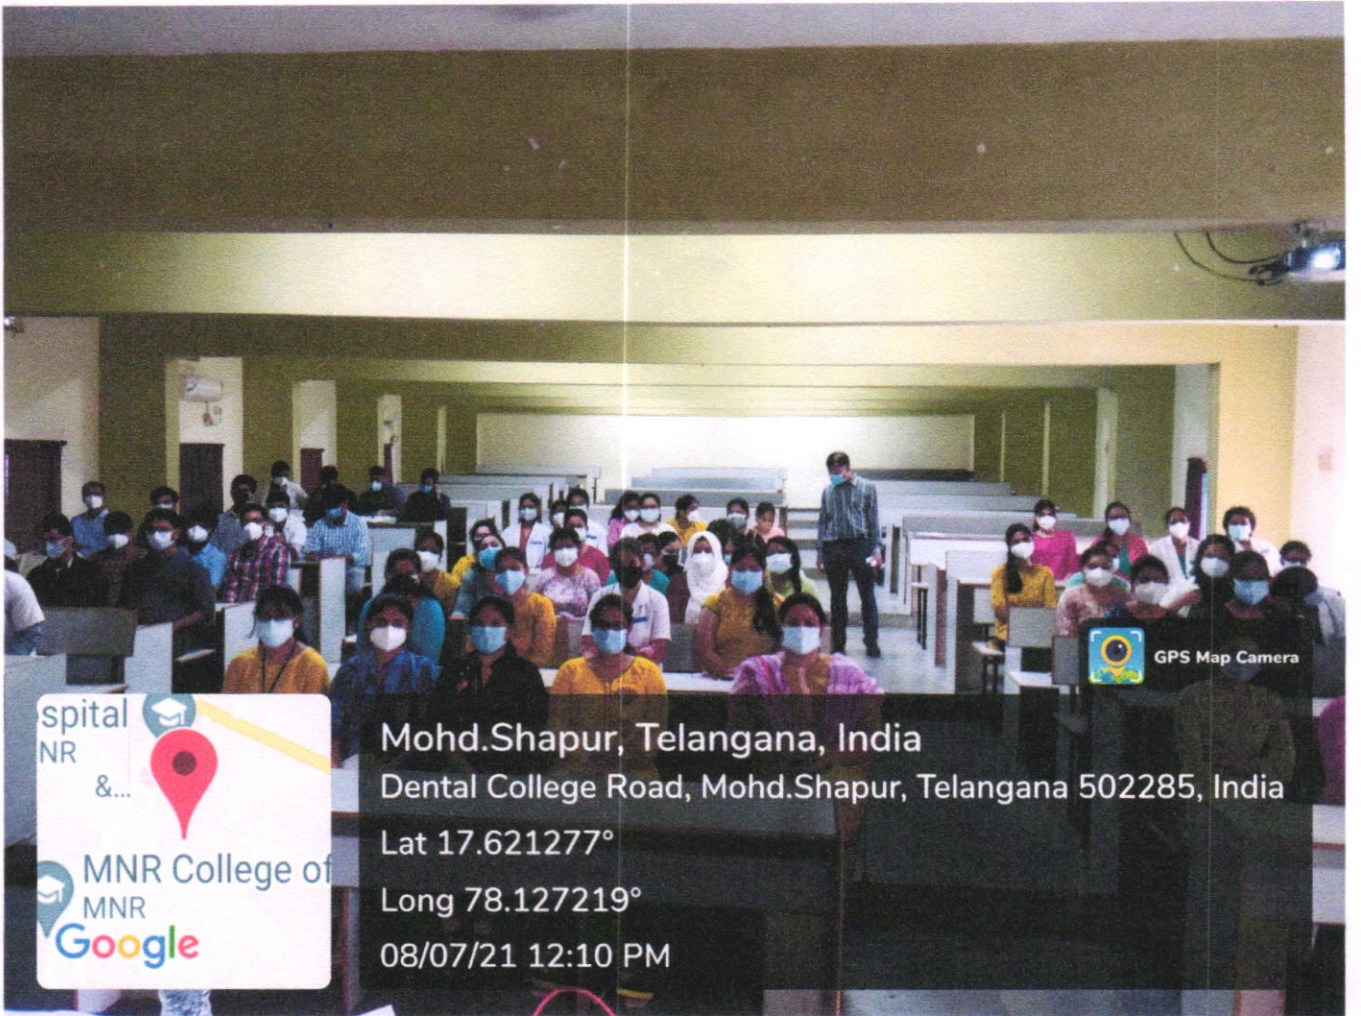 GPS Map Camera
spital
NR
&...
MNR College of
MNR
Google
Mohd.Shapur, Telangana, India
Dental College Road, Mohd.Shapur, Telangana 502285, India
Lat 17.621277°
Long 78.127219°
08/07/21 12:10 PM